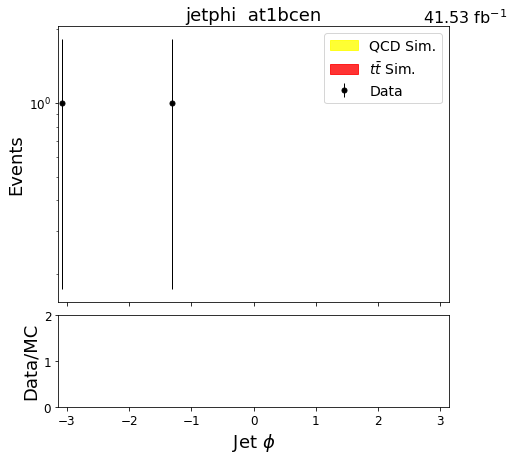 jetphi  at1bcen
41.53 fb⁻¹
QCD Sim.
tt̄ Sim.
Data
10⁰
Events
2
1
0
Data/MC
−3 −2 −1 0 1 2 3
Jet ϕ